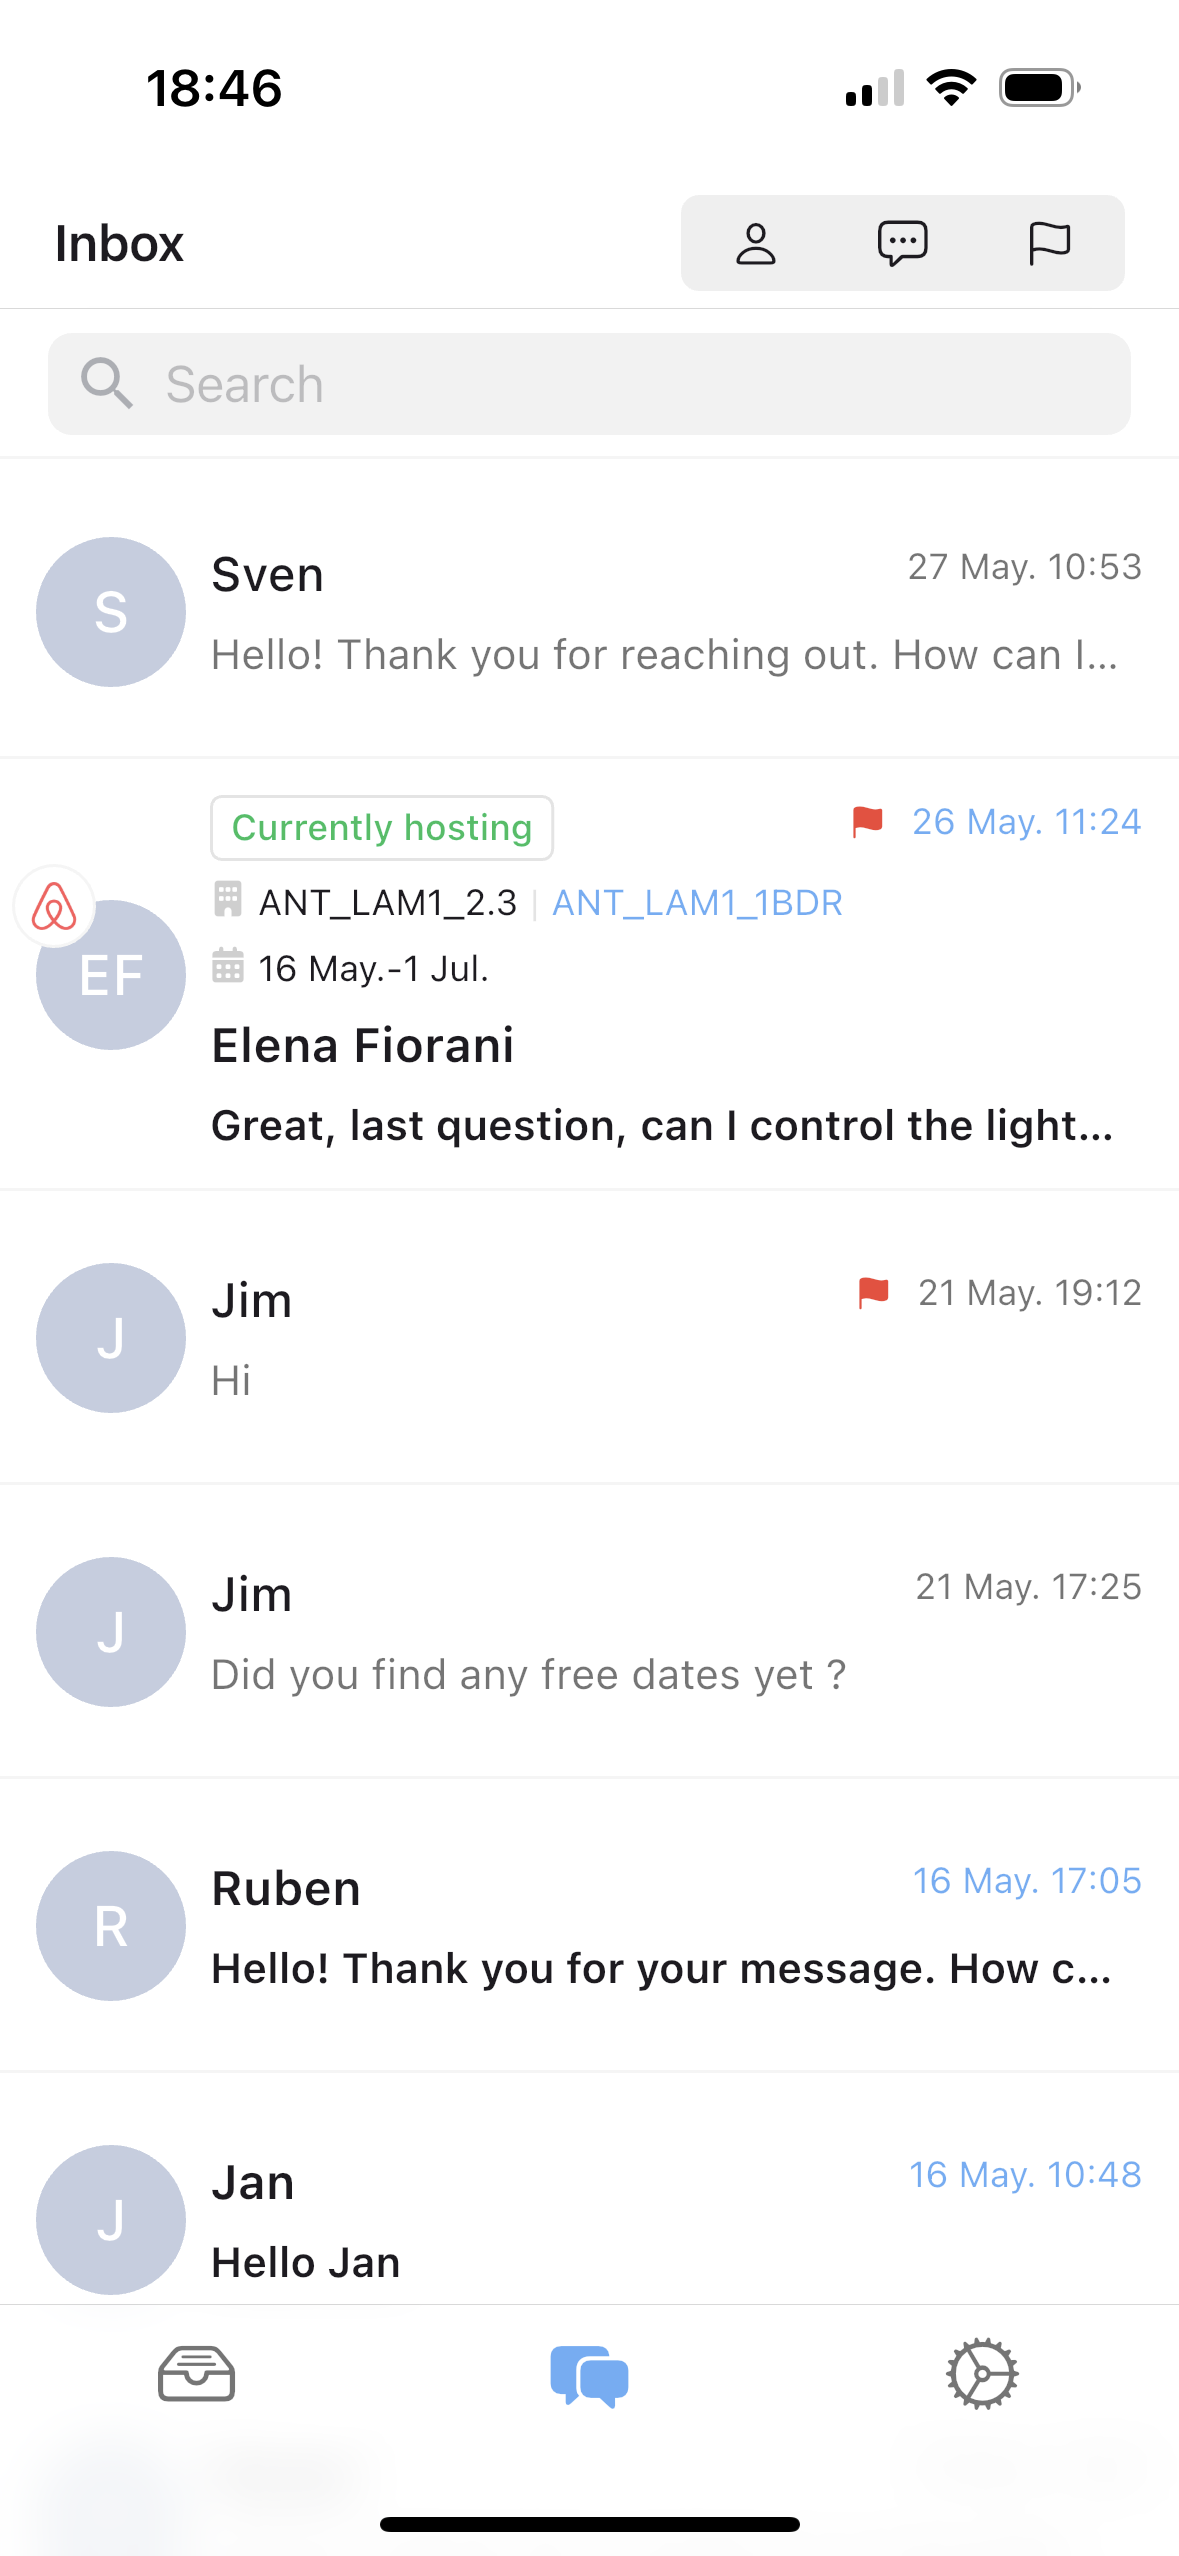 18:46
Inbox
Search
S
Sven
27 May. 10:53
Hello! Thank you for reaching out. How can I...
Currently hosting
26 May. 11:24
ANT_LAM1_2.3 | ANT_LAM1_1BDR
16 May.-1 Jul.
EF
Elena Fiorani
Great, last question, can I control the light...
J
Jim
21 May. 19:12
Hi
J
Jim
21 May. 17:25
Did you find any free dates yet ?
R
Ruben
16 May. 17:05
Hello! Thank you for your message. How c...
J
Jan
16 May. 10:48
Hello Jan